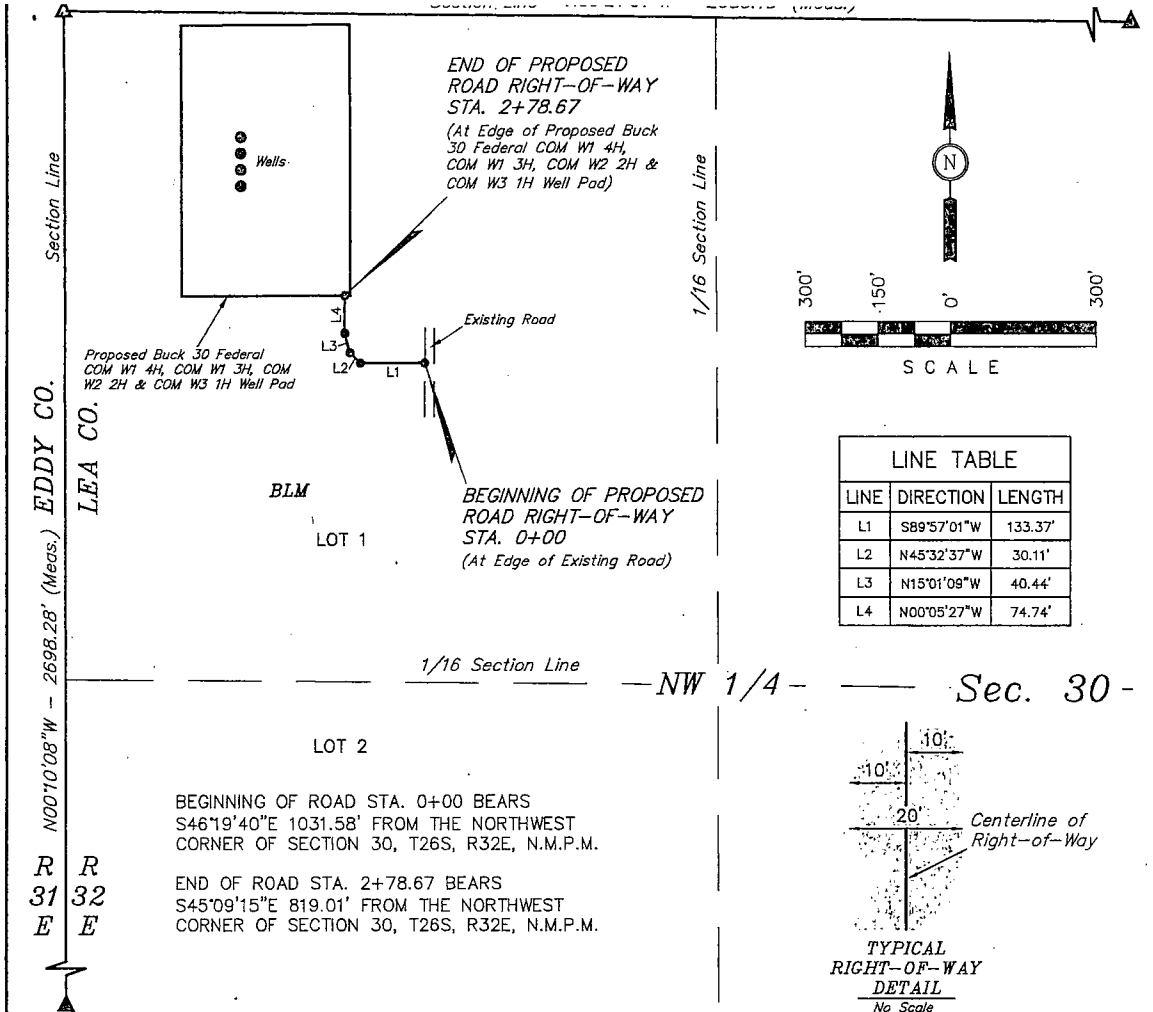 Section Line
END OF PROPOSED
ROAD RIGHT-OF-WAY
STA. 2+78.67
(At Edge of Proposed Buck
30 Federal COM W1 4H,
COM W1 3H, COM W2 2H &
COM W3 1H Well Pad)
Wells
Section Line
1/16 Section Line
N
300'
150'
0'
300'
SCALE
L4
L3
L2
L1
Existing Road
Proposed Buck 30 Federal
COM W1 4H, COM W1 3H, COM
W2 2H & COM W3 1H Well Pad
EDDY CO.
LEA CO.
N00°10'08"W - 2698.28' (Meas.)
BLM
LOT 1
BEGINNING OF PROPOSED
ROAD RIGHT-OF-WAY
STA. 0+00
(At Edge of Existing Road)
LINE TABLE
LINE DIRECTION LENGTH
L1 S89°57'01"W 133.37'
L2 N45°32'37"W 30.11'
L3 N15°01'09"W 40.44'
L4 N00°05'27"W 74.74'
1/16 Section Line
NW 1/4
Sec. 30
LOT 2
BEGINNING OF ROAD STA. 0+00 BEARS
S46°19'40"E 1031.58' FROM THE NORTHWEST
CORNER OF SECTION 30, T26S, R32E, N.M.P.M.
END OF ROAD STA. 2+78.67 BEARS
S45°09'15"E 819.01' FROM THE NORTHWEST
CORNER OF SECTION 30, T26S, R32E, N.M.P.M.
R R
31 32
E E
10'
10'
20'
Centerline of
Right-of-Way
TYPICAL
RIGHT-OF-WAY
DETAIL
No Scale